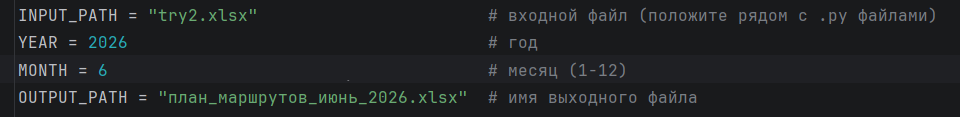 INPUT_PATH = "try2.xlsx" # входной файл (положите рядом с .py файлами)
YEAR = 2026 # год
MONTH = 6 # месяц (1-12)
OUTPUT_PATH = "план_маршрутов_июнь_2026.xlsx" # имя выходного файла